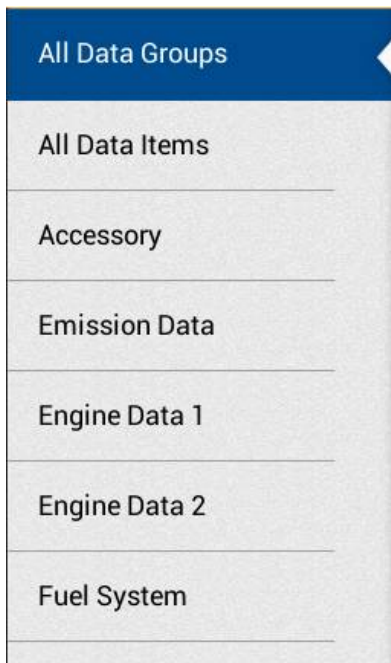 All Data Groups
All Data Items
Accessory
Emission Data
Engine Data 1
Engine Data 2
Fuel System